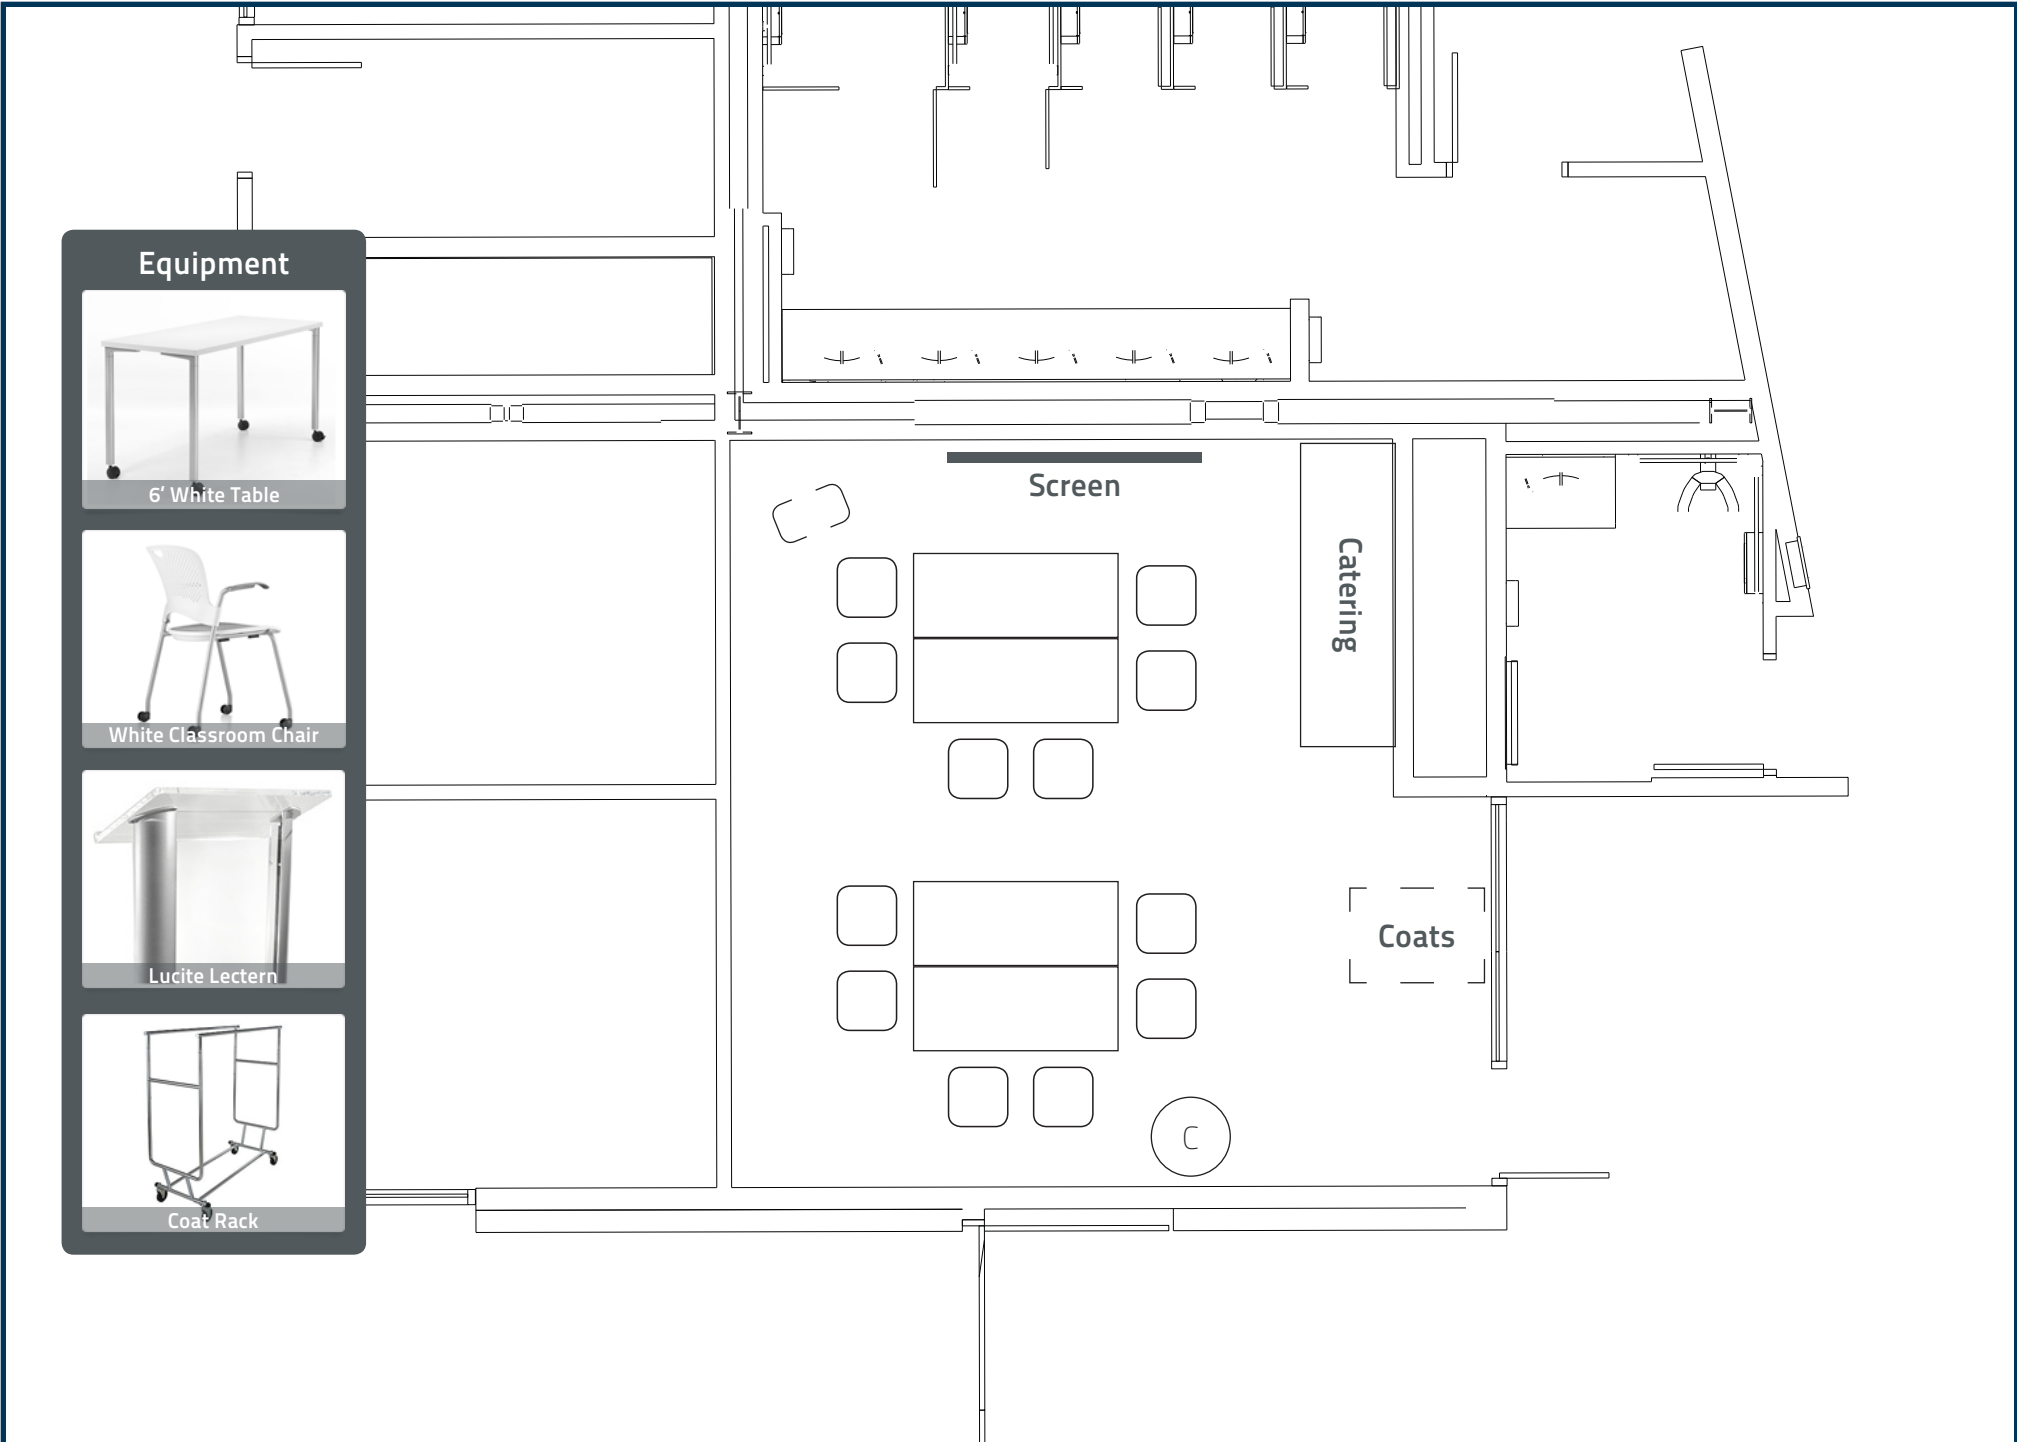 Equipment
6’ White Table
White Classroom Chair
Lucite Lectern
Coat Rack
Screen
Catering
Coats
C